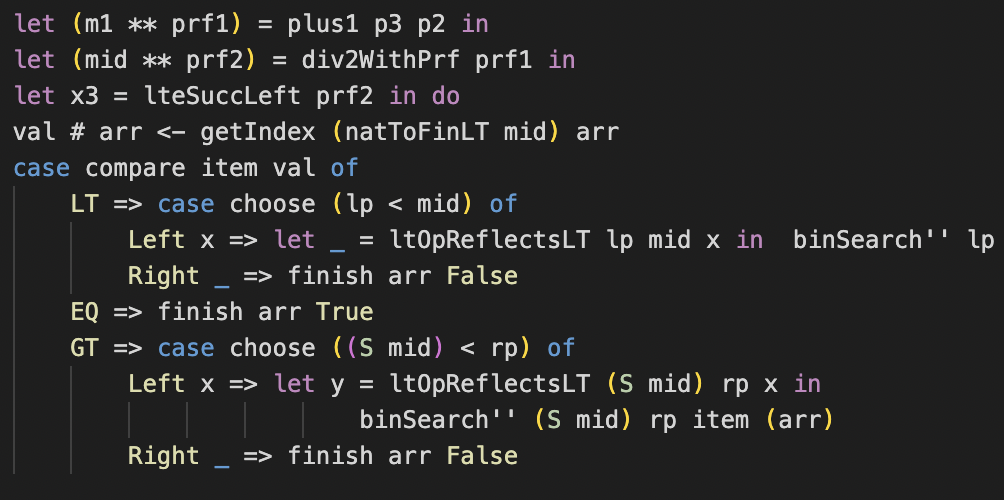 let (m1 ** prf1) = plus1 p3 p2 in
let (mid ** prf2) = div2WithPrf prf1 in
let x3 = lteSuccLeft prf2 in do
val # arr <- getIndex (natToFinLT mid) arr
case compare item val of
    LT => case choose (lp < mid) of
        Left x => let _ = ltOpReflectsLT lp mid x in  binSearch'' lp
        Right _ => finish arr False
    EQ => finish arr True
    GT => case choose ((S mid) < rp) of
        Left x => let y = ltOpReflectsLT (S mid) rp x in
                        binSearch'' (S mid) rp item (arr)
        Right _ => finish arr False